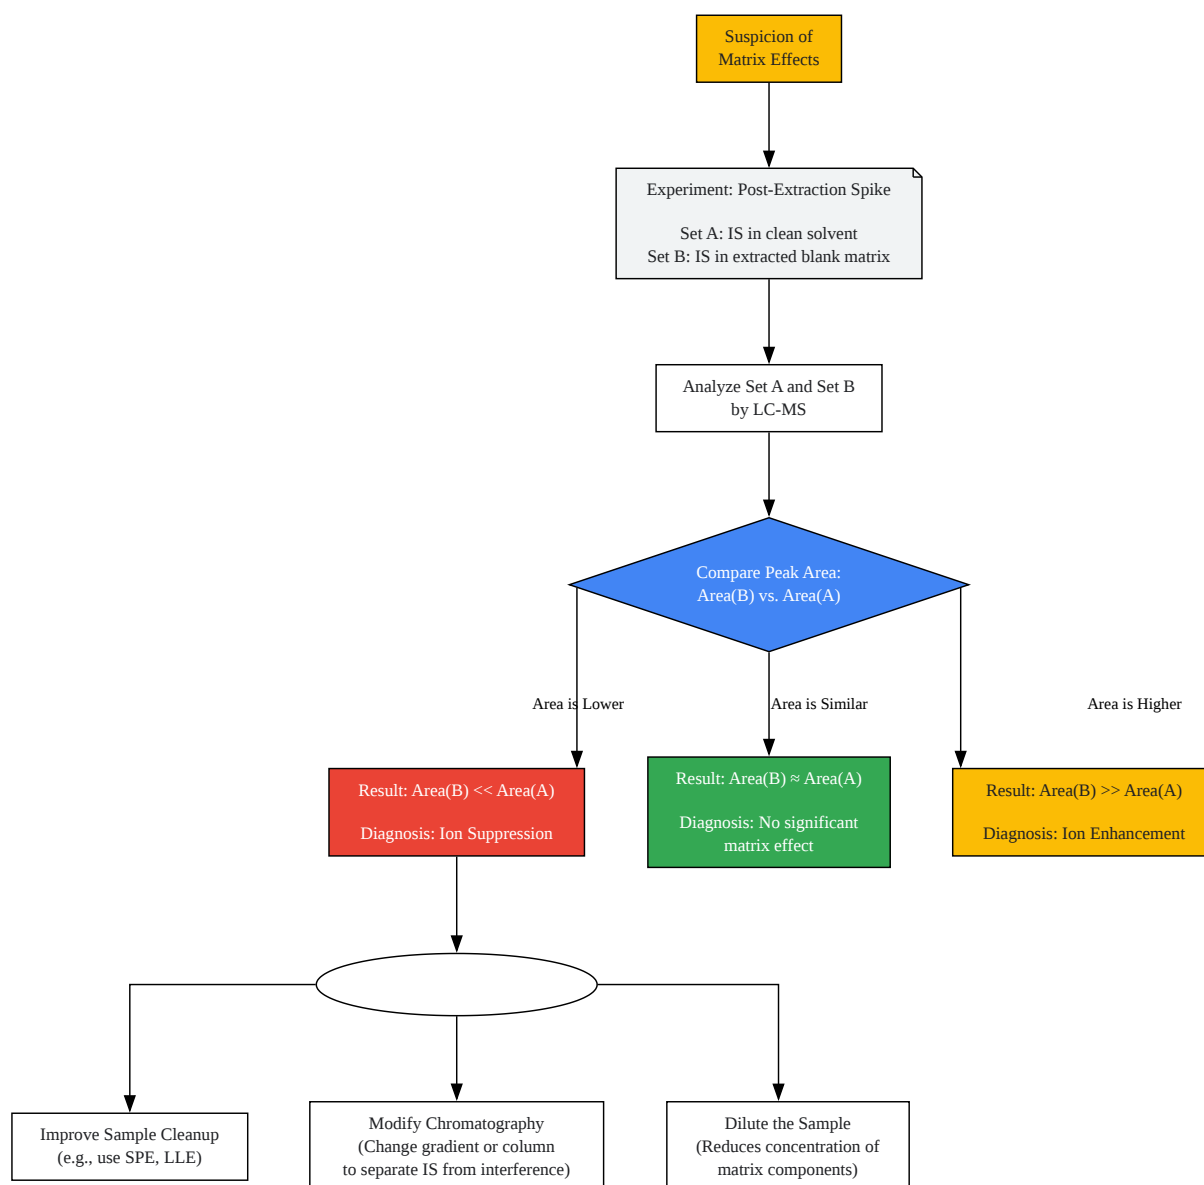 Suspicion of
Matrix Effects
Experiment: Post-Extraction Spike
Set A: IS in clean solvent
Set B: IS in extracted blank matrix
Analyze Set A and Set B
by LC-MS
Compare Peak Area:
Area(B) vs. Area(A)
Area is Lower
Area is Similar
Area is Higher
Result: Area(B) << Area(A)
Diagnosis: Ion Suppression
Result: Area(B) ≈ Area(A)
Diagnosis: No significant
matrix effect
Result: Area(B) >> Area(A)
Diagnosis: Ion Enhancement
Improve Sample Cleanup
(e.g., use SPE, LLE)
Modify Chromatography
(Change gradient or column
to separate IS from interference)
Dilute the Sample
(Reduces concentration of
matrix components)